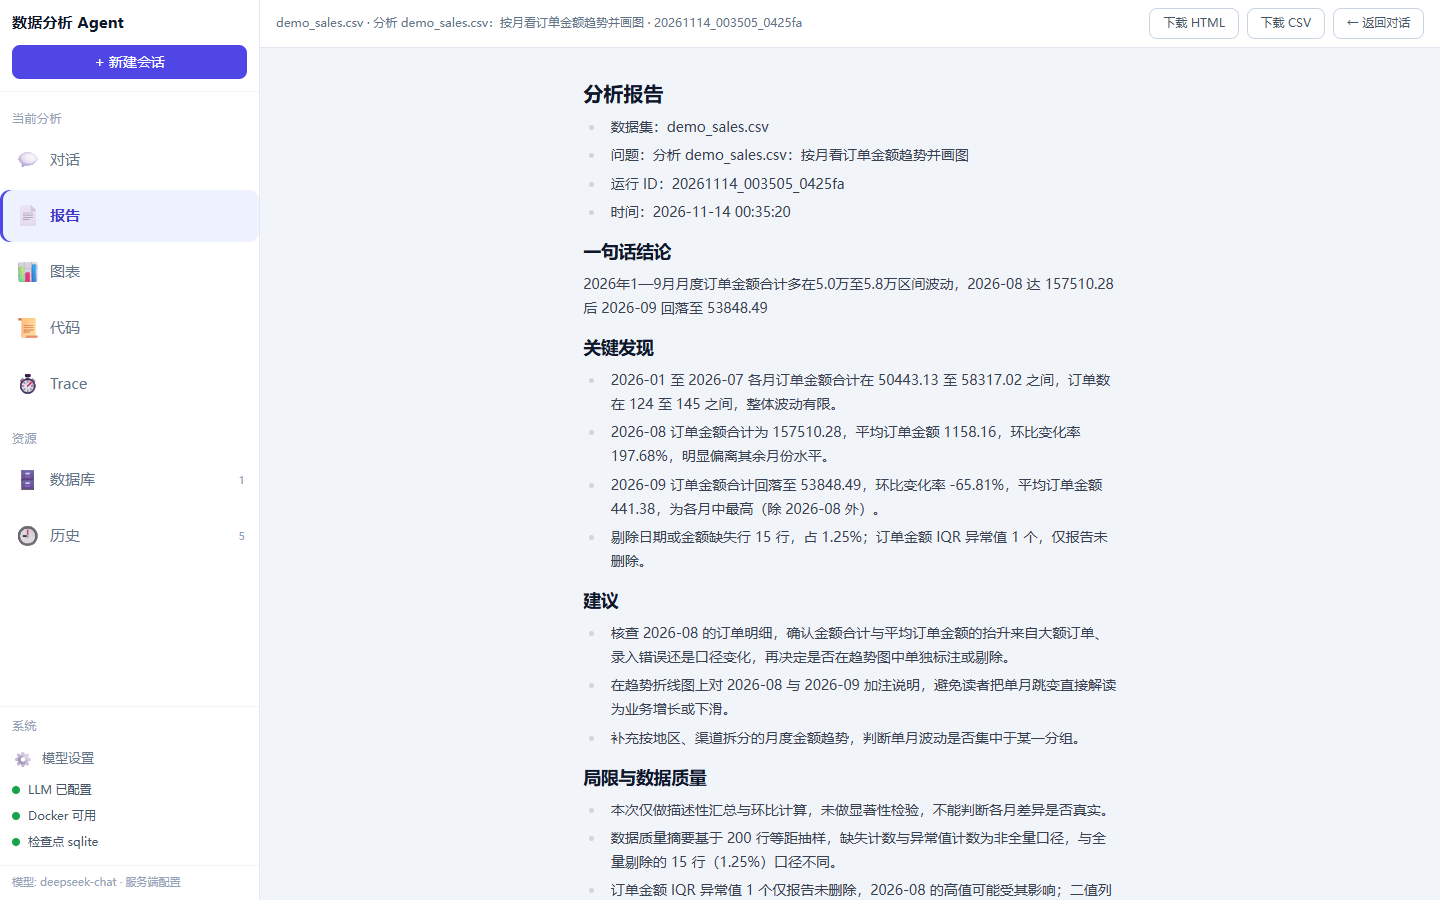 数据分析 Agent
+ 新建会话
当前分析
对话
报告
图表
代码
Trace
资源
数据库 1
历史 5
系统
模型设置
LLM 已配置
Docker 可用
检查点 sqlite
模型: deepseek-chat · 服务端配置
demo_sales.csv · 分析 demo_sales.csv：按月看订单金额趋势并画图 · 20261114_003505_0425fa
下载 HTML
下载 CSV
← 返回对话
分析报告
数据集：demo_sales.csv
问题：分析 demo_sales.csv：按月看订单金额趋势并画图
运行 ID：20261114_003505_0425fa
时间：2026-11-14 00:35:20
一句话结论
2026年1—9月月度订单金额合计多在5.0万至5.8万区间波动，2026-08 达 157510.28
后 2026-09 回落至 53848.49
关键发现
2026-01 至 2026-07 各月订单金额合计在 50443.13 至 58317.02 之间，订单数
在 124 至 145 之间，整体波动有限。
2026-08 订单金额合计为 157510.28，平均订单金额 1158.16，环比变化率
197.68%，明显偏离其余月份水平。
2026-09 订单金额合计回落至 53848.49，环比变化率 -65.81%，平均订单金额
441.38，为各月中最高（除 2026-08 外）。
剔除日期或金额缺失行 15 行，占 1.25%；订单金额 IQR 异常值 1 个，仅报告未
删除。
建议
核查 2026-08 的订单明细，确认金额合计与平均订单金额的抬升来自大额订单、
录入错误还是口径变化，再决定是否在趋势图中单独标注或剔除。
在趋势折线图上对 2026-08 与 2026-09 加注说明，避免读者把单月跳变直接解读
为业务增长或下滑。
补充按地区、渠道拆分的月度金额趋势，判断单月波动是否集中于某一分组。
局限与数据质量
本次仅做描述性汇总与环比计算，未做显著性检验，不能判断各月差异是否真实。
数据质量摘要基于 200 行等距抽样，缺失计数与异常值计数为非全量口径，与全
量剔除的 15 行（1.25%）口径不同。
订单金额 IQR 异常值 1 个仅报告未删除，2026-08 的高值可能受其影响；二值列